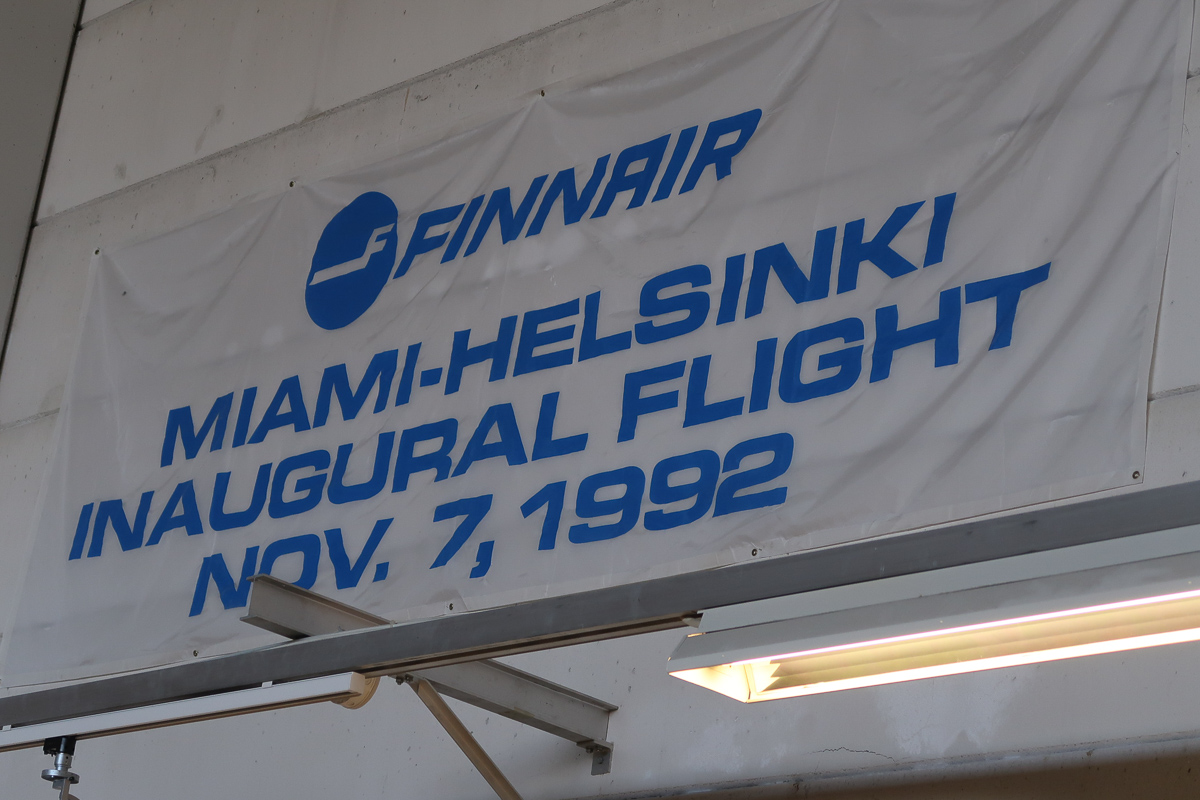 FINNAIR
MIAMI-HELSINKI
INAUGURAL FLIGHT
NOV. 7, 1992